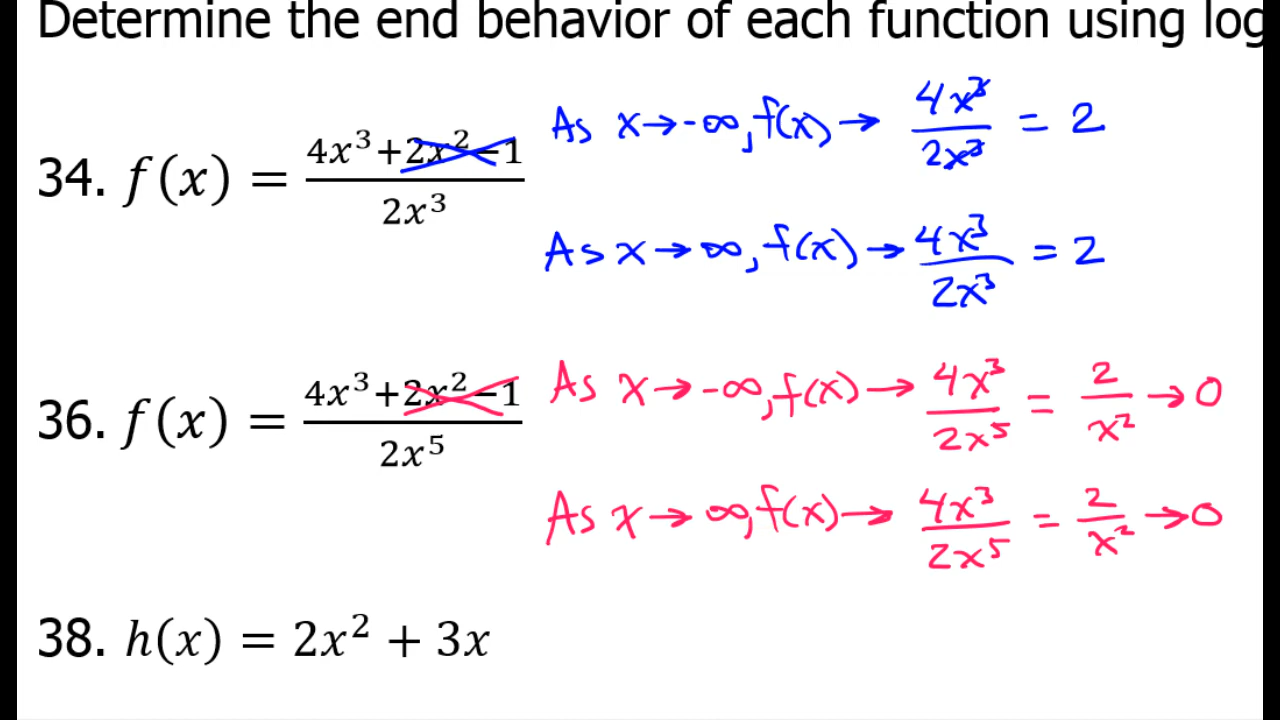 Determine the end behavior of each function using log
34. f(x) = (4x³+2x²−1)/(2x³)
As x→-∞, f(x)→ 4x³/2x³ = 2
As x→∞, f(x)→ 4x³/2x³ = 2
36. f(x) = (4x³+2x²−1)/(2x⁵)
As x→-∞, f(x)→ 4x³/2x⁵ = 2/x² →0
As x→∞, f(x)→ 4x³/2x⁵ = 2/x² →0
38. h(x) = 2x² + 3x